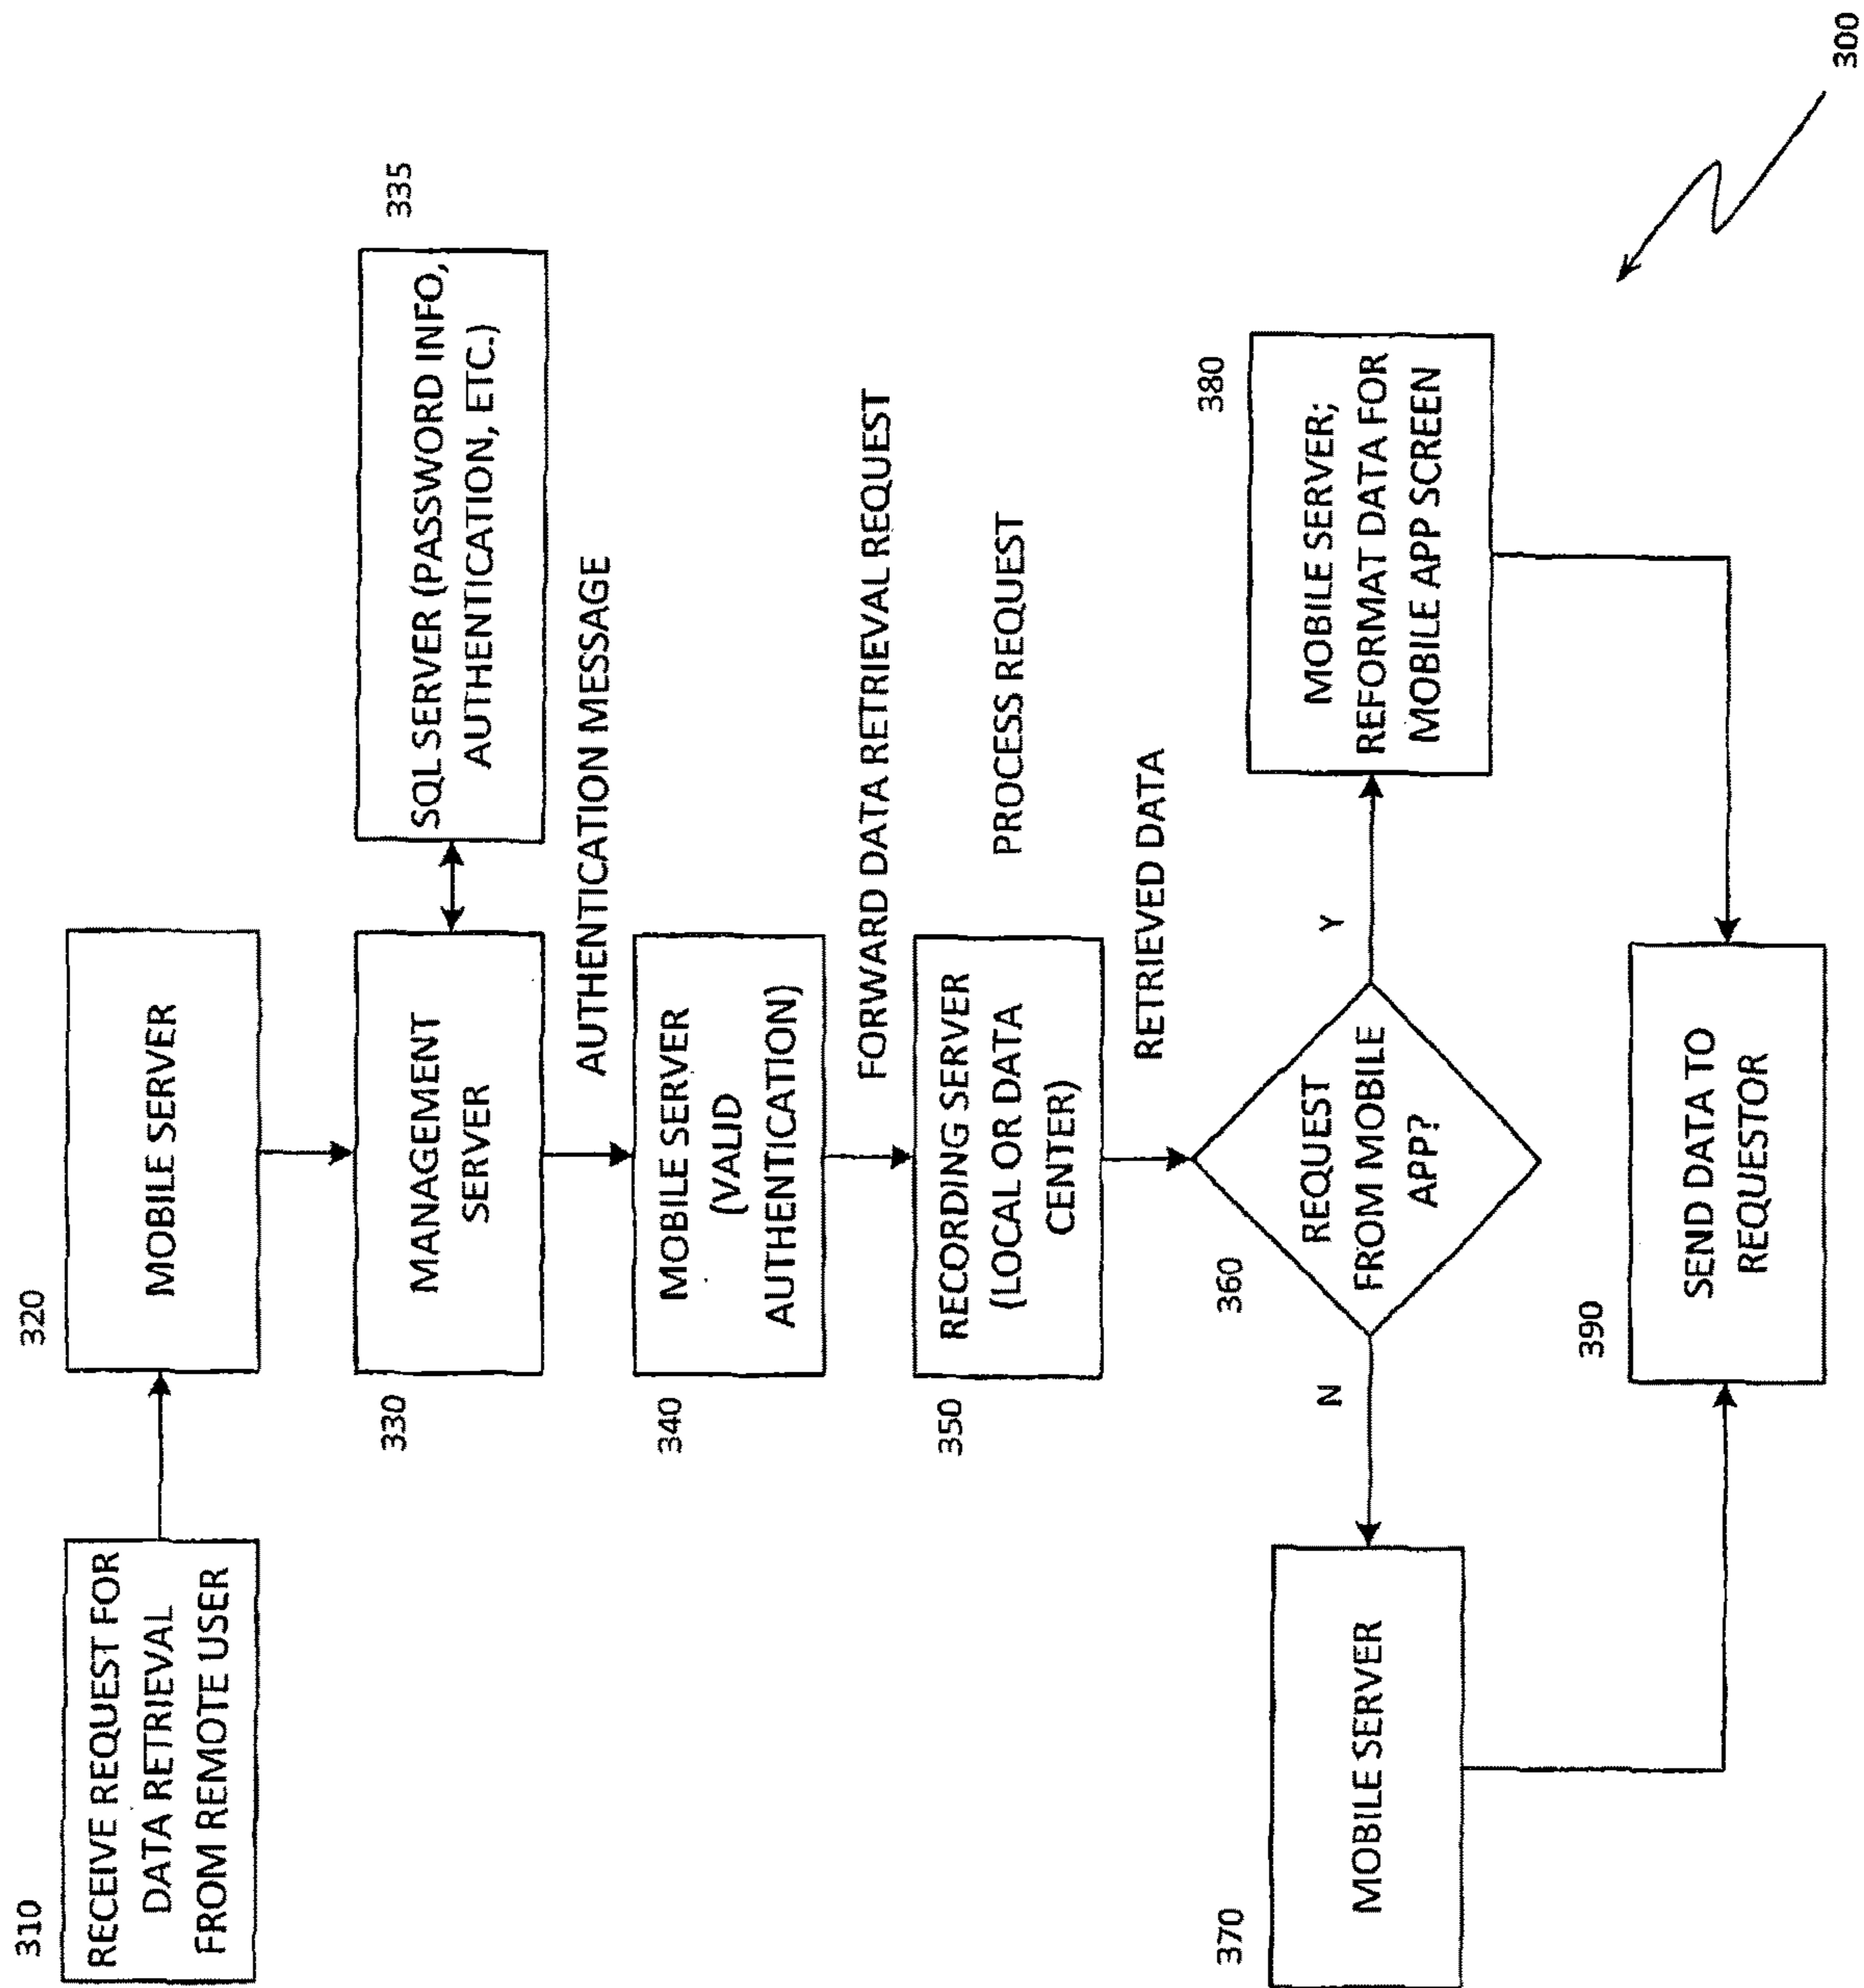 310
RECEIVE REQUEST FOR
DATA RETRIEVAL
FROM REMOTE USER
320
MOBILE SERVER
330
MANAGEMENT
SERVER
335
SQL SERVER (PASSWORD INFO,
AUTHENTICATION, ETC.)
AUTHENTICATION MESSAGE
340
MOBILE SERVER
(VALID
AUTHENTICATION)
FORWARD DATA RETRIEVAL REQUEST
350
RECORDING SERVER
(LOCAL OR DATA
CENTER)
PROCESS REQUEST
RETRIEVED DATA
360
REQUEST
FROM MOBILE
APP?
N
Y
370
MOBILE SERVER
380
MOBILE SERVER;
REFORMAT DATA FOR
MOBILE APP SCREEN
390
SEND DATA TO
REQUESTOR
300